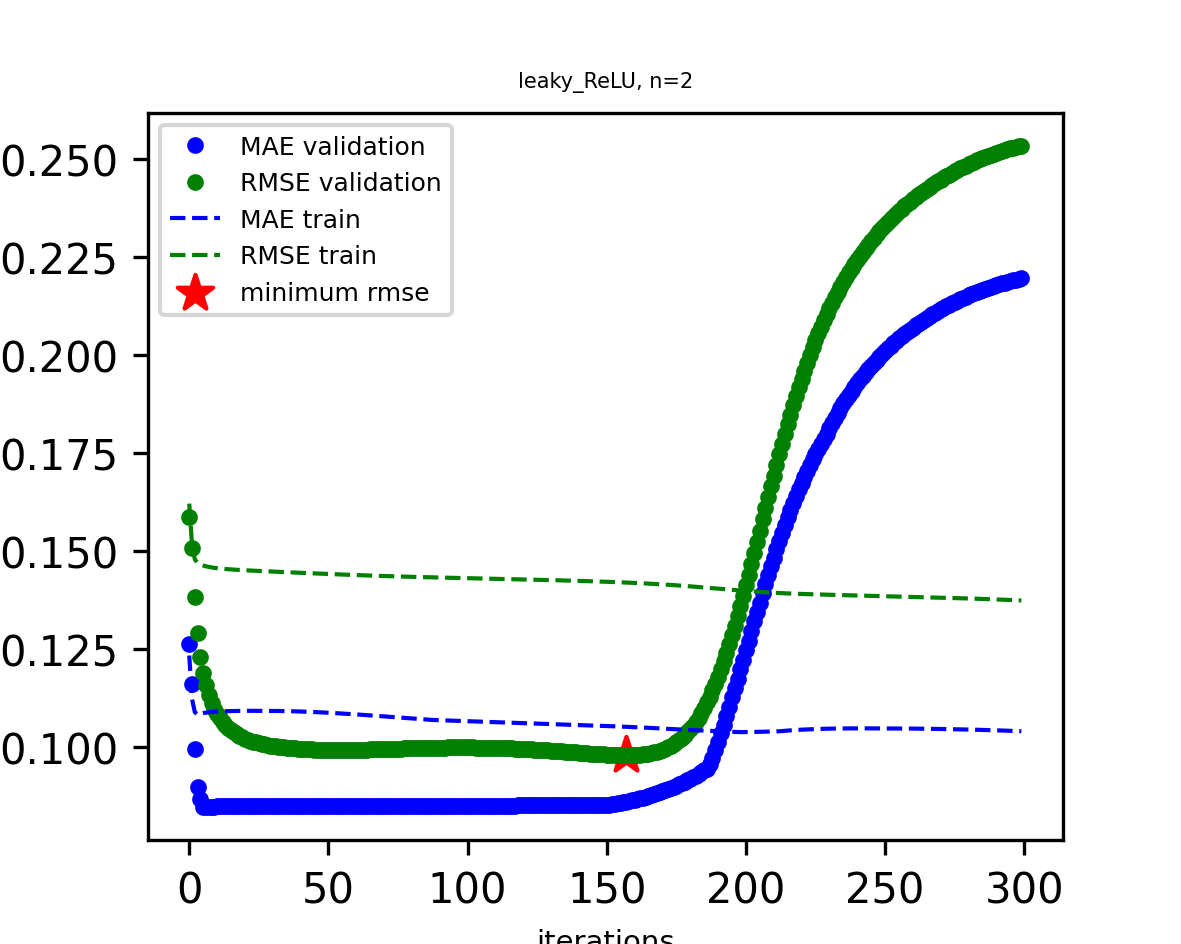 leaky_ReLU, n=2
MAE validation
RMSE validation
MAE train
RMSE train
minimum rmse
0.250
0.225
0.200
0.175
0.150
0.125
0.100
0 50 100 150 200 250 300
iterations